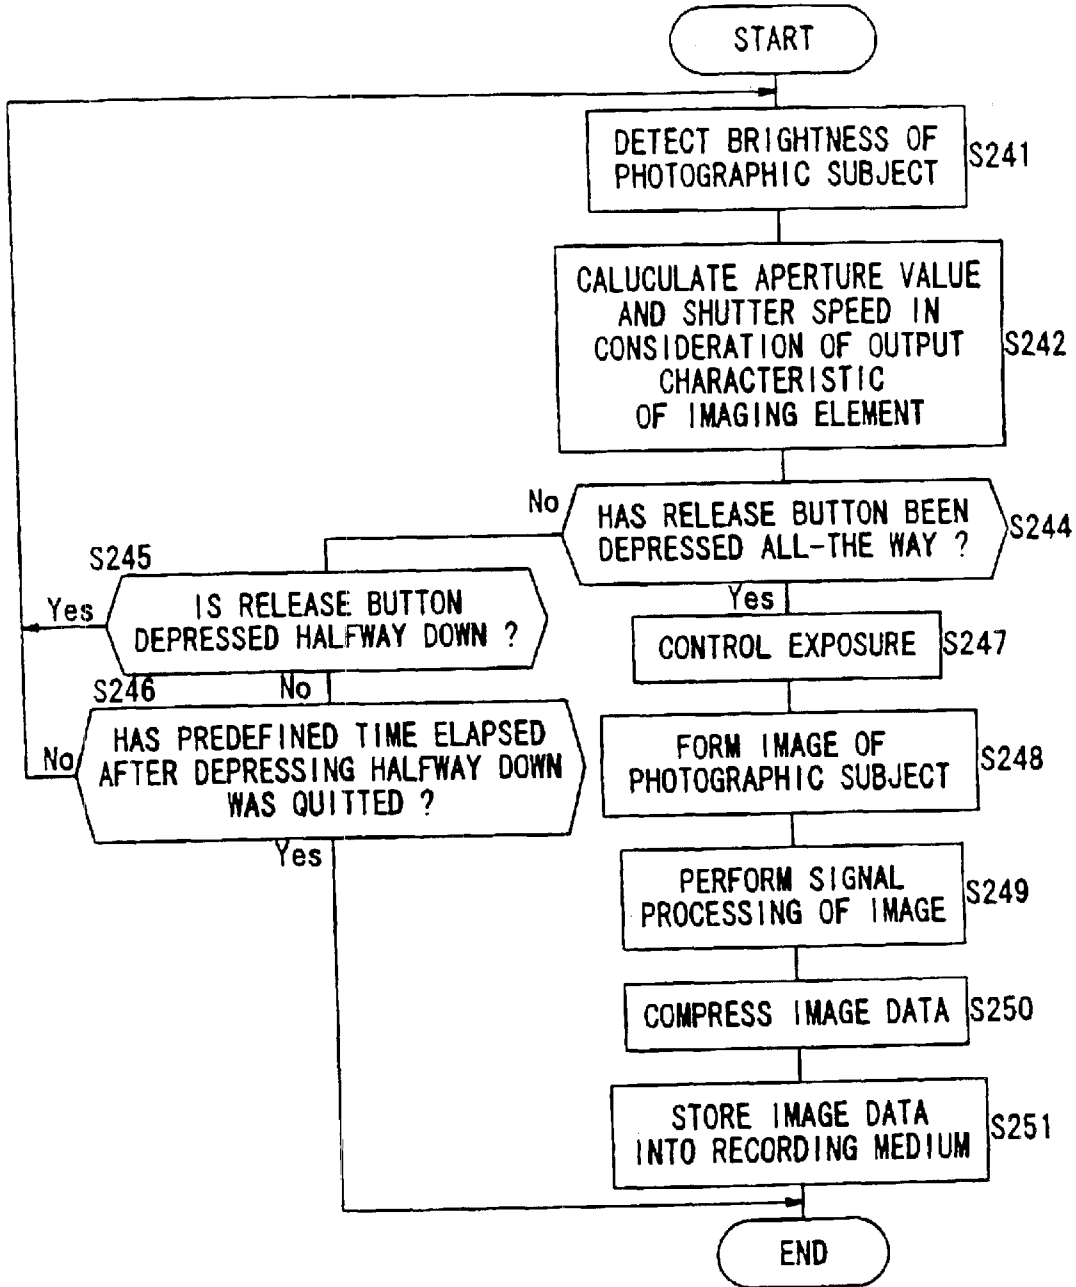 START
DETECT BRIGHTNESS OF
PHOTOGRAPHIC SUBJECT
S241
CALUCULATE APERTURE VALUE
AND SHUTTER SPEED IN
CONSIDERATION OF OUTPUT
CHARACTERISTIC
OF IMAGING ELEMENT
S242
HAS RELEASE BUTTON BEEN
DEPRESSED ALL-THE WAY ?
S244
No
Yes
S245
IS RELEASE BUTTON
DEPRESSED HALFWAY DOWN ?
Yes
No
S246
HAS PREDEFINED TIME ELAPSED
AFTER DEPRESSING HALFWAY DOWN
WAS QUITTED ?
No
Yes
CONTROL EXPOSURE
S247
FORM IMAGE OF
PHOTOGRAPHIC SUBJECT
S248
PERFORM SIGNAL
PROCESSING OF IMAGE
S249
COMPRESS IMAGE DATA
S250
STORE IMAGE DATA
INTO RECORDING MEDIUM
S251
END